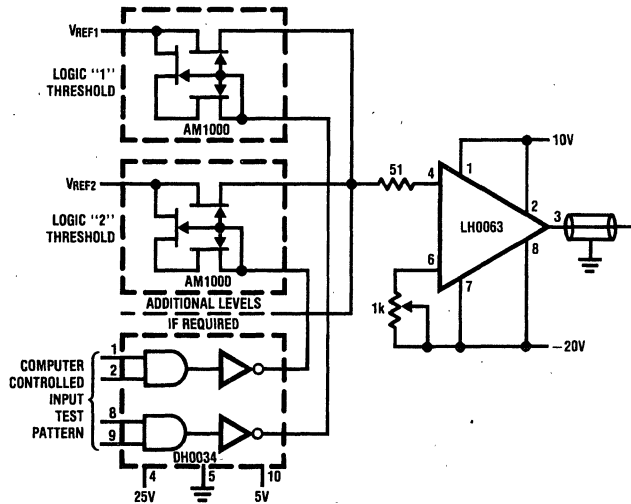 VREF1
LOGIC "1"
THRESHOLD
AM1000
VREF2
LOGIC "2"
THRESHOLD
AM1000
ADDITIONAL LEVELS
IF REQUIRED
COMPUTER
CONTROLLED
INPUT
TEST
PATTERN
1
2
8
9
DH0034
4
5
10
25V
5V
51
4
1
10V
LH0063
2
3
8
6
7
1k
−20V